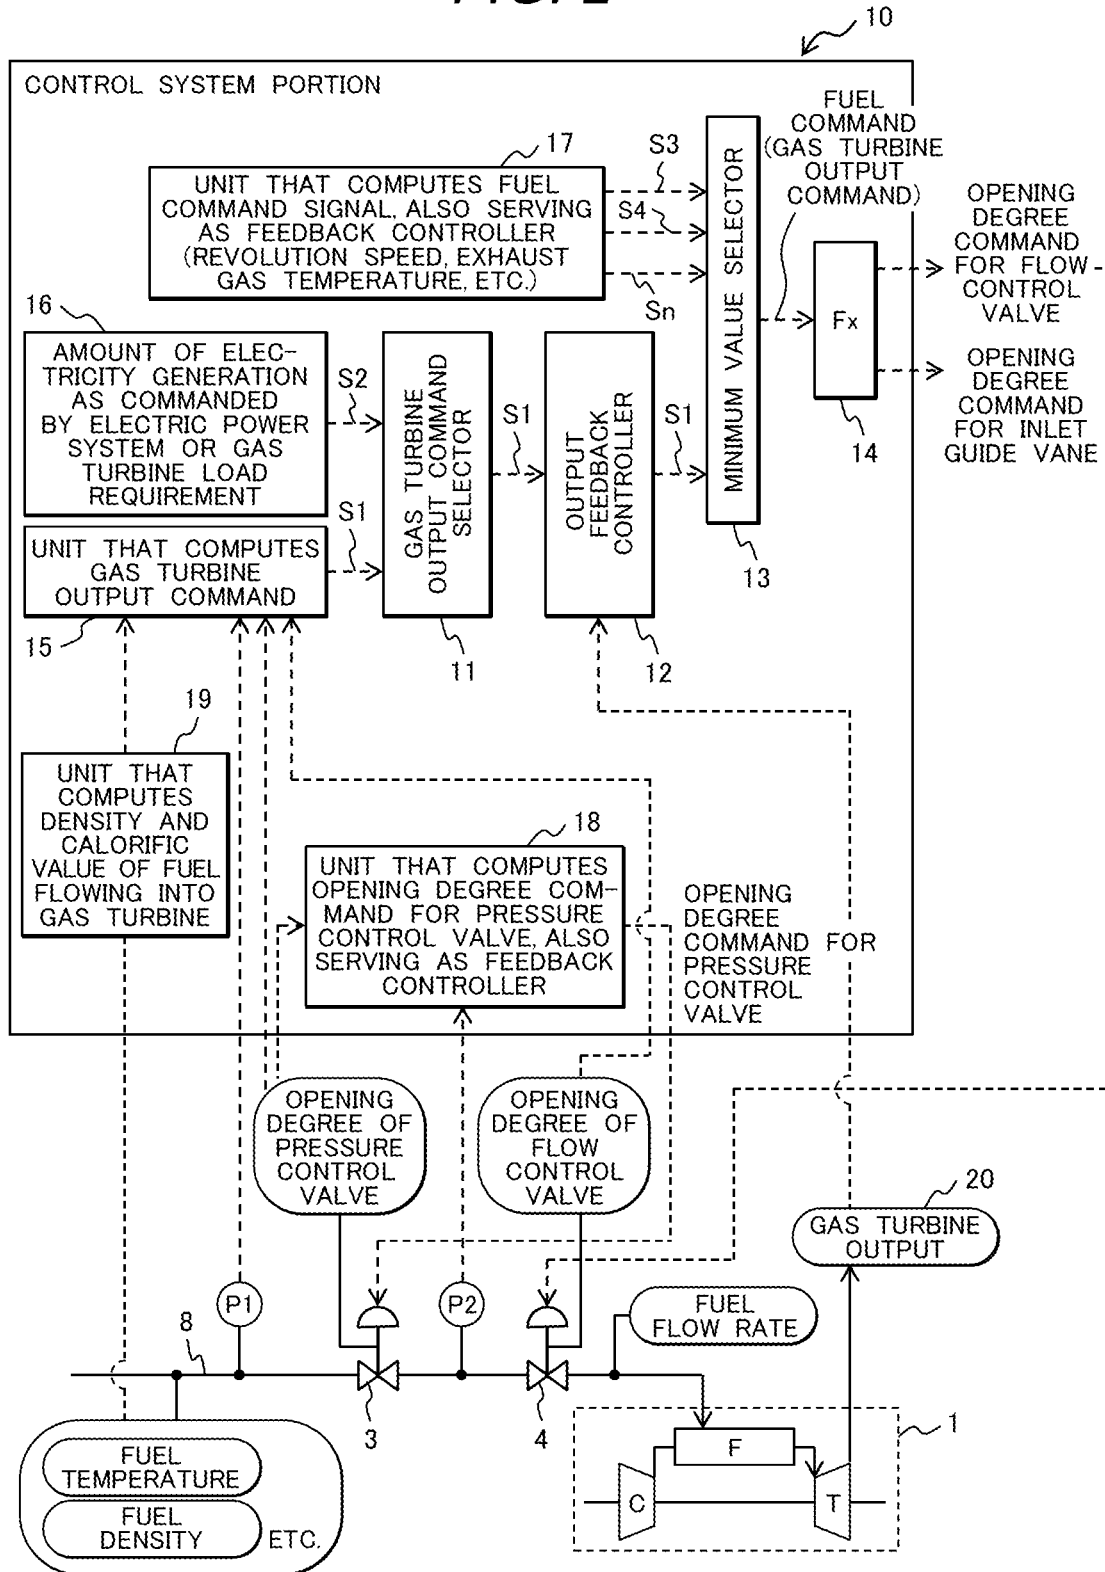 10
CONTROL SYSTEM PORTION
17
UNIT THAT COMPUTES FUEL
COMMAND SIGNAL, ALSO SERVING
AS FEEDBACK CONTROLLER
(REVOLUTION SPEED, EXHAUST
GAS TEMPERATURE, ETC.)
S3
S4
Sn
MINIMUM VALUE SELECTOR
13
FUEL
COMMAND
(GAS TURBINE
OUTPUT
COMMAND)
Fx
14
OPENING
DEGREE
COMMAND
FOR FLOW-
CONTROL
VALVE
OPENING
DEGREE
COMMAND
FOR INLET
GUIDE VANE
16
AMOUNT OF ELEC-
TRICITY GENERATION
AS COMMANDED
BY ELECTRIC POWER
SYSTEM OR GAS
TURBINE LOAD
REQUIREMENT
S2
UNIT THAT COMPUTES
GAS TURBINE
OUTPUT COMMAND
15
S1
GAS TURBINE
OUTPUT COMMAND
SELECTOR
11
S1
OUTPUT
FEEDBACK
CONTROLLER
12
S1
19
UNIT THAT
COMPUTES
DENSITY AND
CALORIFIC
VALUE OF FUEL
FLOWING INTO
GAS TURBINE
18
UNIT THAT COMPUTES
OPENING DEGREE COM-
MAND FOR PRESSURE
CONTROL VALVE, ALSO
SERVING AS FEEDBACK
CONTROLLER
OPENING
DEGREE
COMMAND FOR
PRESSURE
CONTROL
VALVE
OPENING
DEGREE OF
PRESSURE
CONTROL
VALVE
OPENING
DEGREE OF
FLOW
CONTROL
VALVE
20
GAS TURBINE
OUTPUT
P1
P2
FUEL
FLOW RATE
8
3
4
1
F
C
T
FUEL
TEMPERATURE
FUEL
DENSITY
ETC.